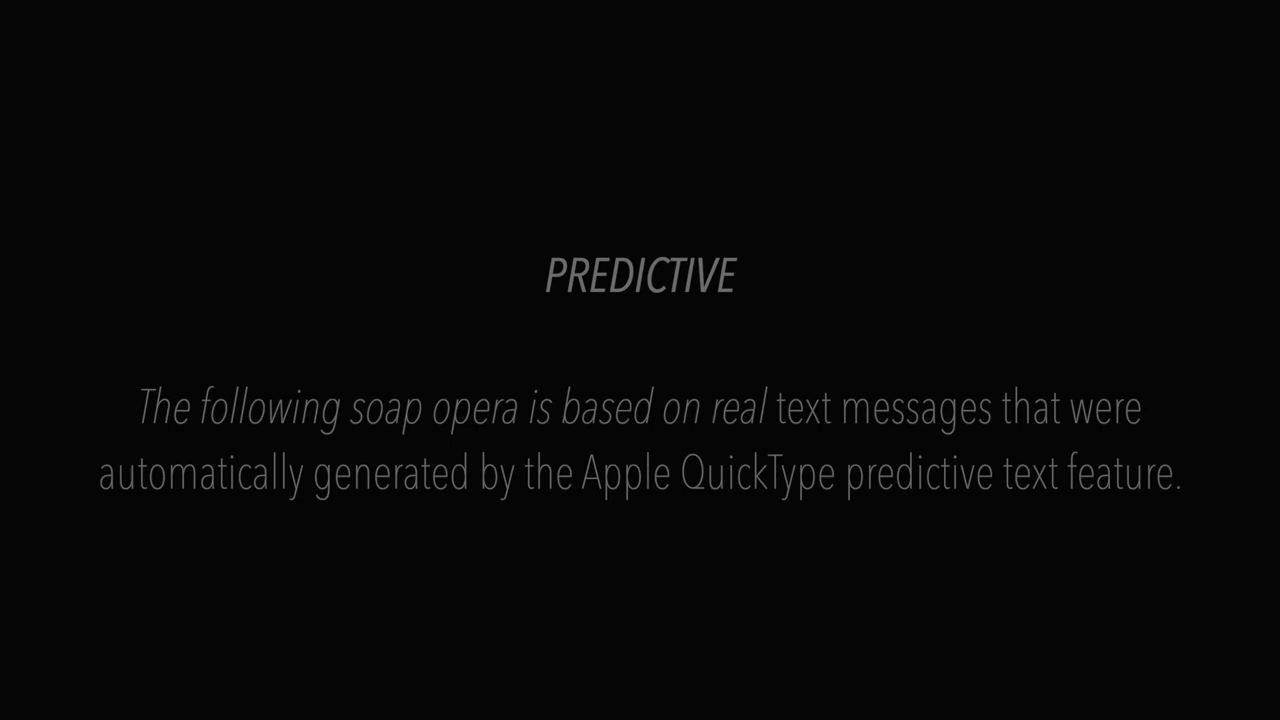 PREDICTIVE
The following soap opera is based on real text messages that were
automatically generated by the Apple QuickType predictive text feature.